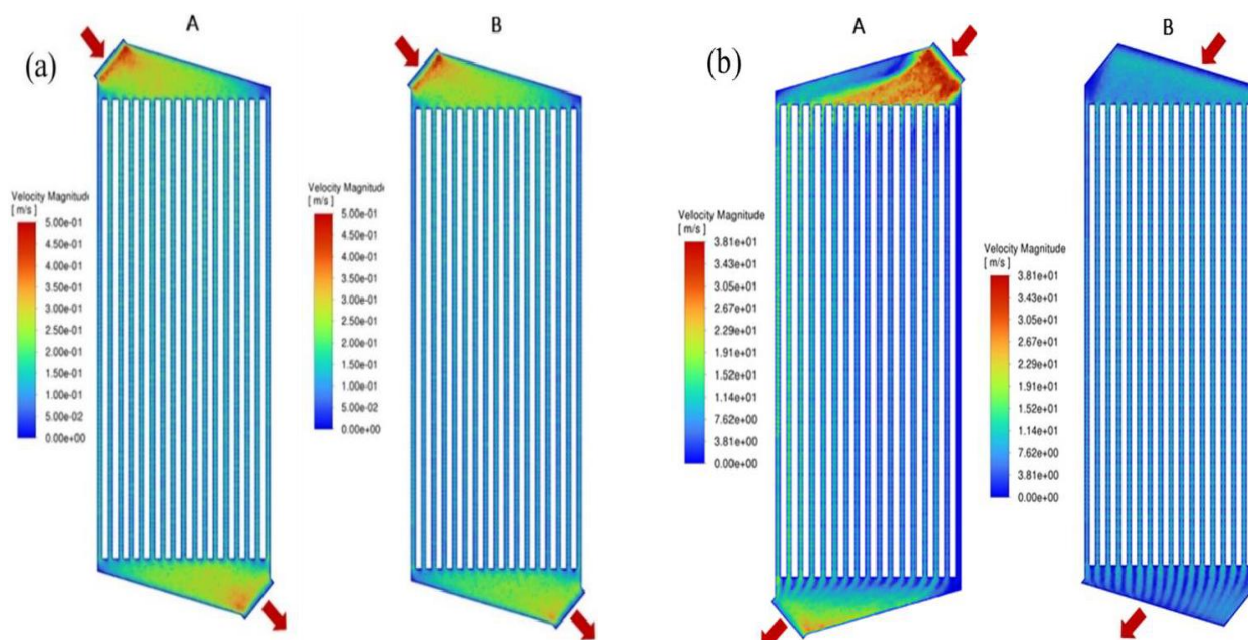 (a)
A
Velocity Magnitude
[ m/s ]
5.00e-01
4.50e-01
4.00e-01
3.50e-01
3.00e-01
2.50e-01
2.00e-01
1.50e-01
1.00e-01
5.00e-02
0.00e+00
B
Velocity Magnitude
[ m/s ]
5.00e-01
4.50e-01
4.00e-01
3.50e-01
3.00e-01
2.50e-01
2.00e-01
1.50e-01
1.00e-01
5.00e-02
0.00e+00
(b)
A
Velocity Magnitude
[ m/s ]
3.81e+01
3.43e+01
3.05e+01
2.67e+01
2.29e+01
1.91e+01
1.52e+01
1.14e+01
7.62e+00
3.81e+00
0.00e+00
B
Velocity Magnitude
[ m/s ]
3.81e+01
3.43e+01
3.05e+01
2.67e+01
2.29e+01
1.91e+01
1.52e+01
1.14e+01
7.62e+00
3.81e+00
0.00e+00